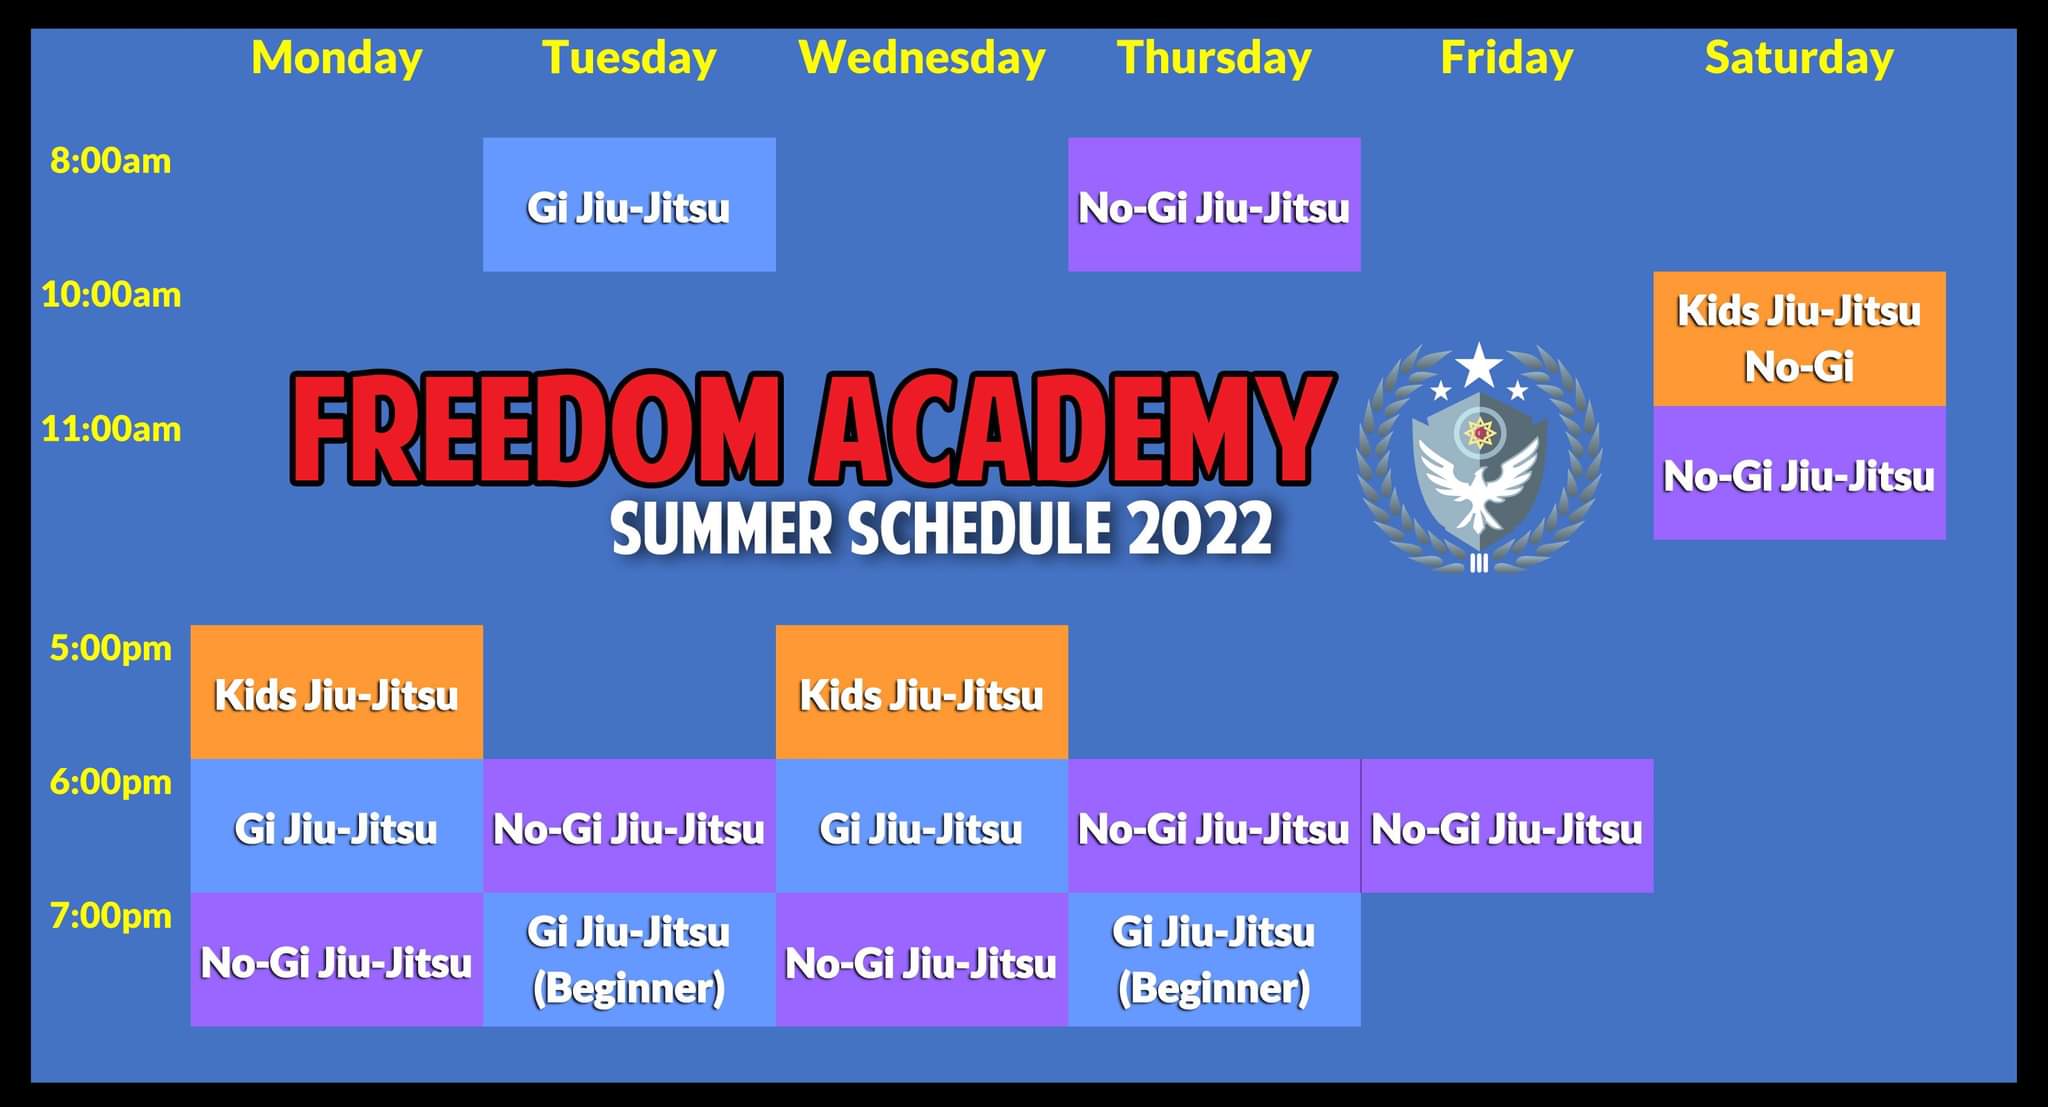 Monday Tuesday Wednesday Thursday Friday Saturday
8:00am
Gi Jiu-Jitsu No-Gi Jiu-Jitsu
10:00am
Kids Jiu-Jitsu
No-Gi
FREEDOM ACADEMY
SUMMER SCHEDULE 2022
11:00am
No-Gi Jiu-Jitsu
III
5:00pm
Kids Jiu-Jitsu Kids Jiu-Jitsu
6:00pm
Gi Jiu-Jitsu No-Gi Jiu-Jitsu Gi Jiu-Jitsu No-Gi Jiu-Jitsu No-Gi Jiu-Jitsu
7:00pm
No-Gi Jiu-Jitsu
Gi Jiu-Jitsu
(Beginner)
No-Gi Jiu-Jitsu
Gi Jiu-Jitsu
(Beginner)